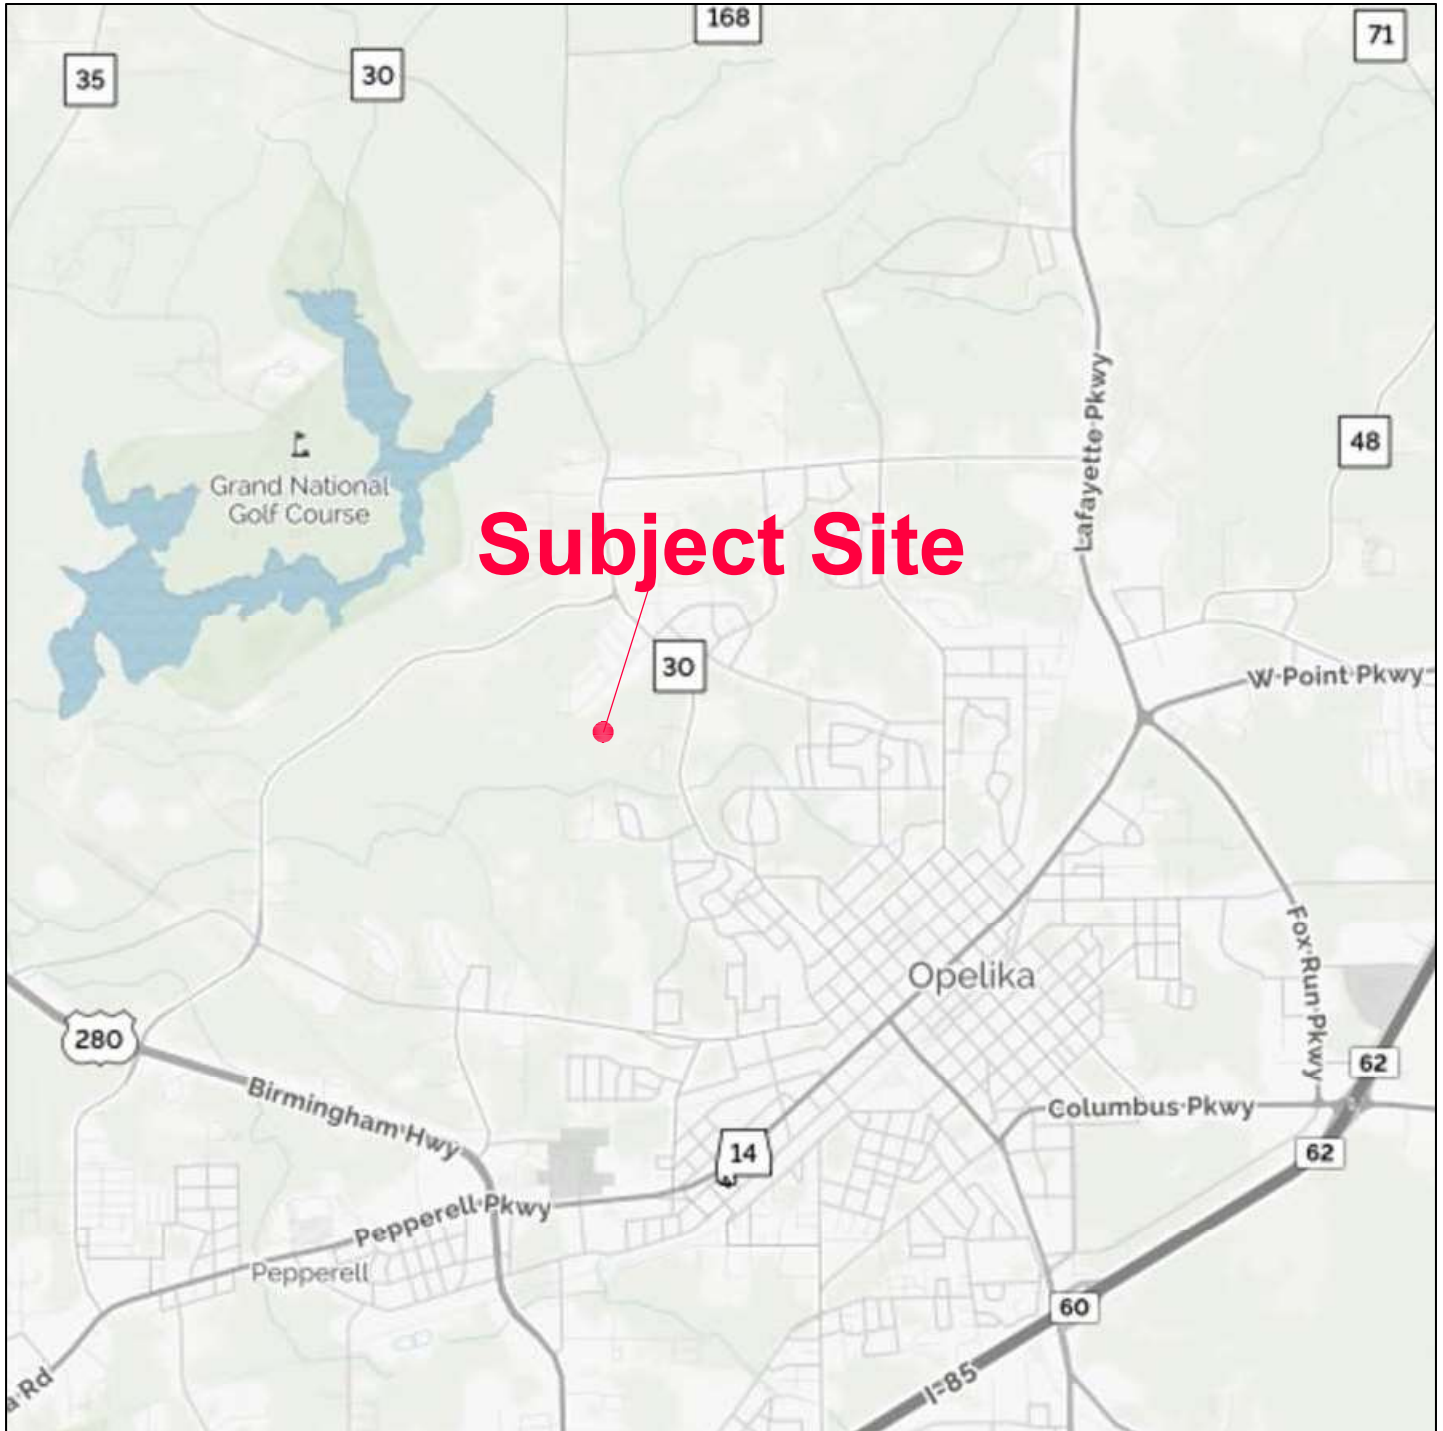 168
71
35
30
Lafayette Pkwy
48
Grand National
Golf Course
Subject Site
30
W Point Pkwy
Fox Run Pkwy
Opelika
280
62
Birmingham Hwy
Columbus Pkwy
14
62
Pepperell Pkwy
Pepperell
60
I-85
a Rd